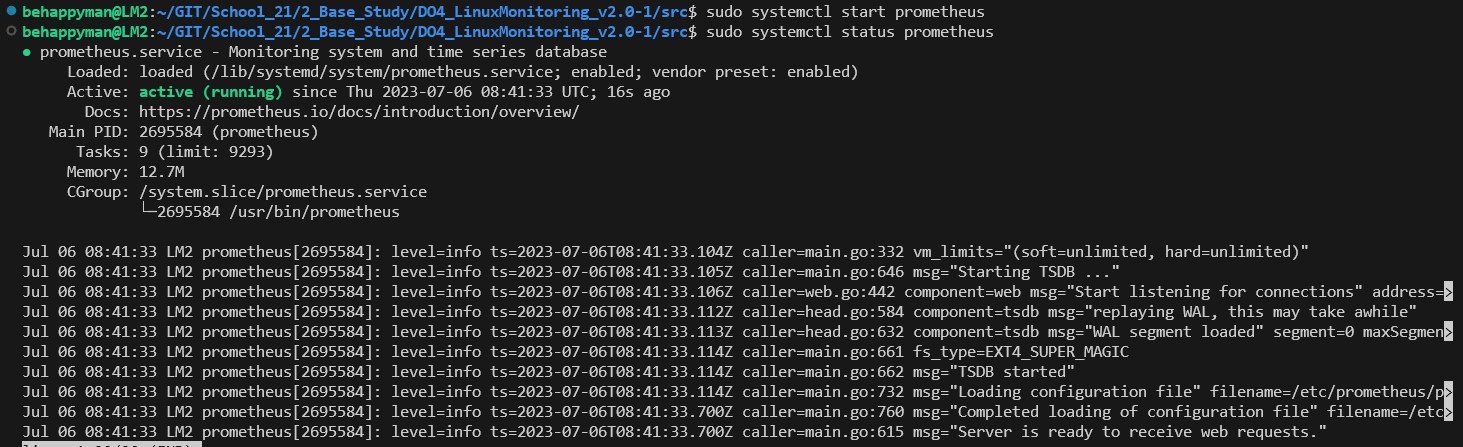 behappyman@LM2:~/GIT/School_21/2_Base_Study/DO4_LinuxMonitoring_v2.0-1/src$ sudo systemctl start prometheus
behappyman@LM2:~/GIT/School_21/2_Base_Study/DO4_LinuxMonitoring_v2.0-1/src$ sudo systemctl status prometheus
● prometheus.service - Monitoring system and time series database
Loaded: loaded (/lib/systemd/system/prometheus.service; enabled; vendor preset: enabled)
Active: active (running) since Thu 2023-07-06 08:41:33 UTC; 16s ago
Docs: https://prometheus.io/docs/introduction/overview/
Main PID: 2695584 (prometheus)
Tasks: 9 (limit: 9293)
Memory: 12.7M
CGroup: /system.slice/prometheus.service
└─2695584 /usr/bin/prometheus
Jul 06 08:41:33 LM2 prometheus[2695584]: level=info ts=2023-07-06T08:41:33.104Z caller=main.go:332 vm_limits="(soft=unlimited, hard=unlimited)"
Jul 06 08:41:33 LM2 prometheus[2695584]: level=info ts=2023-07-06T08:41:33.105Z caller=main.go:646 msg="Starting TSDB ..."
Jul 06 08:41:33 LM2 prometheus[2695584]: level=info ts=2023-07-06T08:41:33.106Z caller=web.go:442 component=web msg="Start listening for connections" address=>
Jul 06 08:41:33 LM2 prometheus[2695584]: level=info ts=2023-07-06T08:41:33.112Z caller=head.go:584 component=tsdb msg="replaying WAL, this may take awhile"
Jul 06 08:41:33 LM2 prometheus[2695584]: level=info ts=2023-07-06T08:41:33.113Z caller=head.go:632 component=tsdb msg="WAL segment loaded" segment=0 maxSegmen>
Jul 06 08:41:33 LM2 prometheus[2695584]: level=info ts=2023-07-06T08:41:33.114Z caller=main.go:661 fs_type=EXT4_SUPER_MAGIC
Jul 06 08:41:33 LM2 prometheus[2695584]: level=info ts=2023-07-06T08:41:33.114Z caller=main.go:662 msg="TSDB started"
Jul 06 08:41:33 LM2 prometheus[2695584]: level=info ts=2023-07-06T08:41:33.114Z caller=main.go:732 msg="Loading configuration file" filename=/etc/prometheus/p>
Jul 06 08:41:33 LM2 prometheus[2695584]: level=info ts=2023-07-06T08:41:33.700Z caller=main.go:760 msg="Completed loading of configuration file" filename=/etc>
Jul 06 08:41:33 LM2 prometheus[2695584]: level=info ts=2023-07-06T08:41:33.700Z caller=main.go:615 msg="Server is ready to receive web requests."